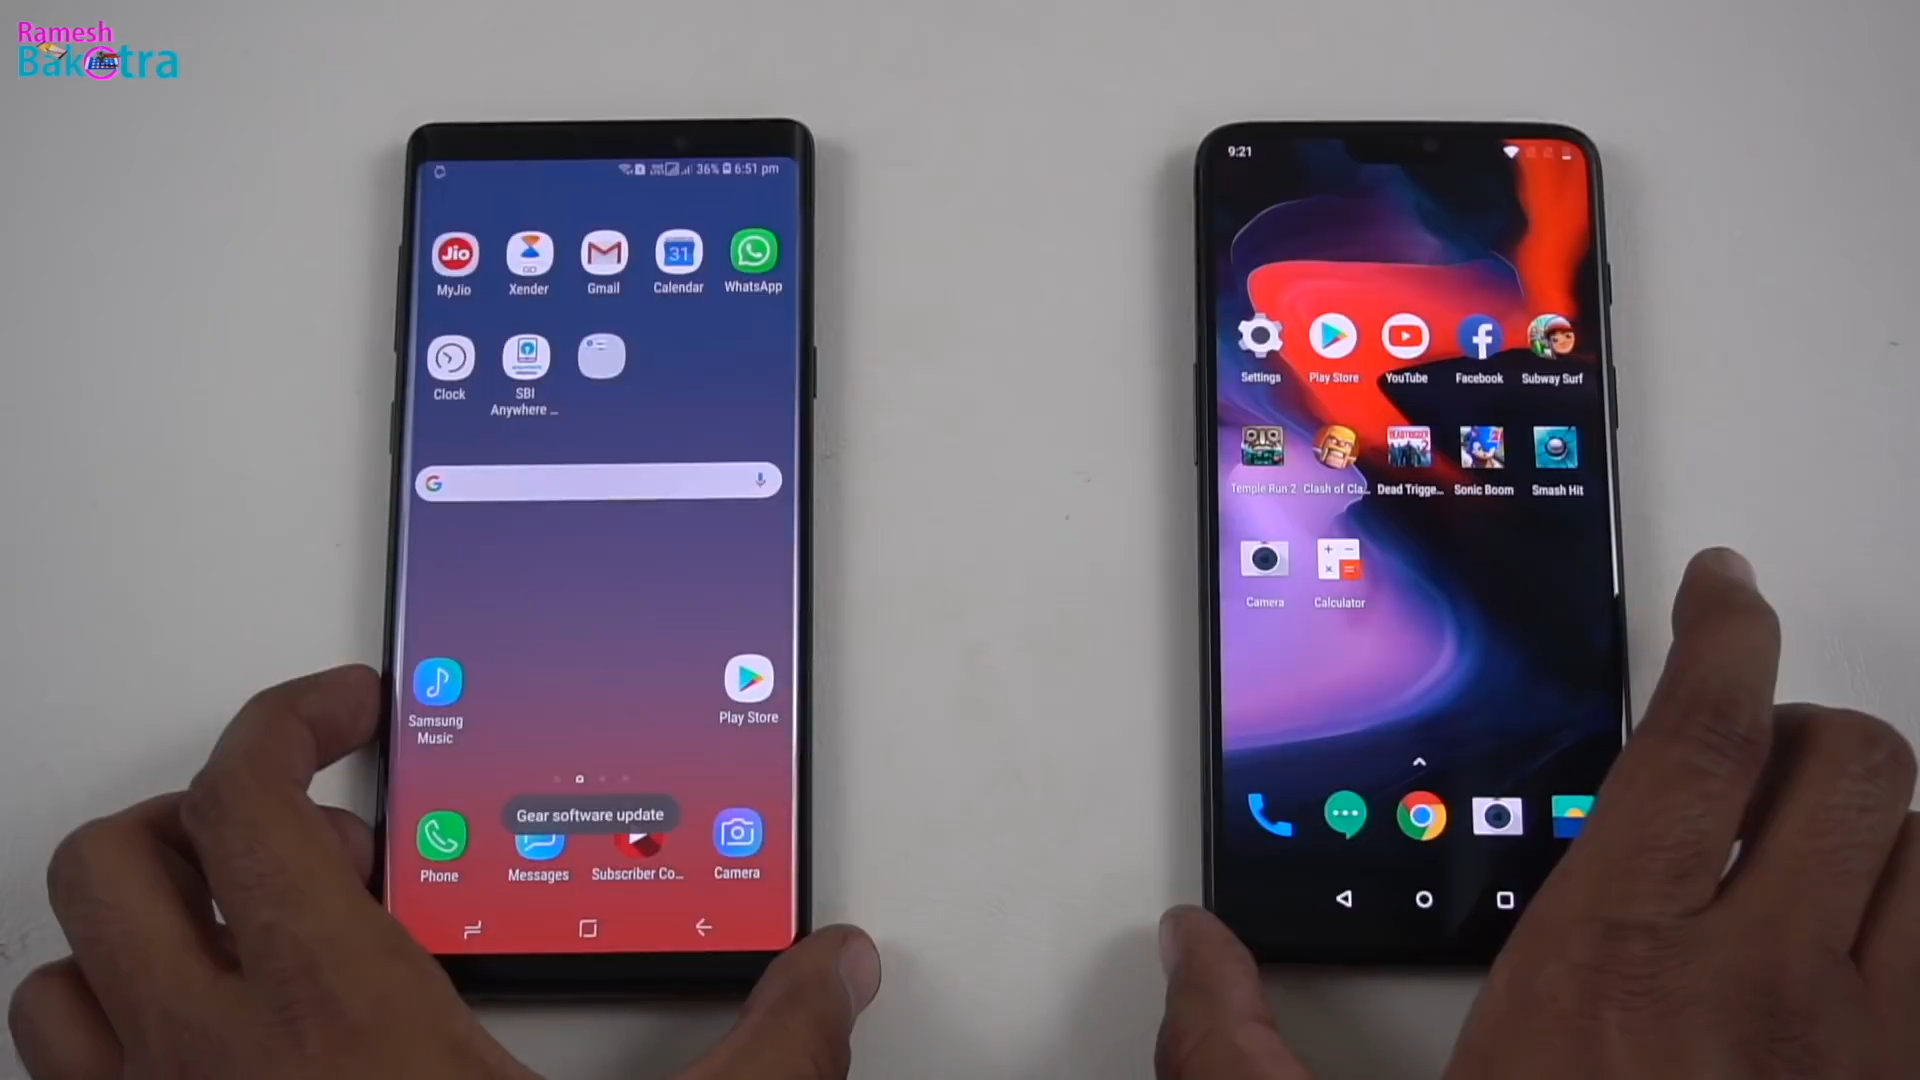 Ramesh
Bakotra
36% 6:51 pm
Jio
GO
31
MyJio
Xender
Gmail
Calendar
WhatsApp
Clock
SBI
Anywhere ...
G
Samsung
Music
Play Store
Gear software update
Phone
Messages
Subscriber Co...
Camera
9:21
Settings
Play Store
YouTube
Facebook
Subway Surf
Temple Run 2
Clash of Cla...
Dead Trigge...
Sonic Boom
Smash Hit
Camera
Calculator